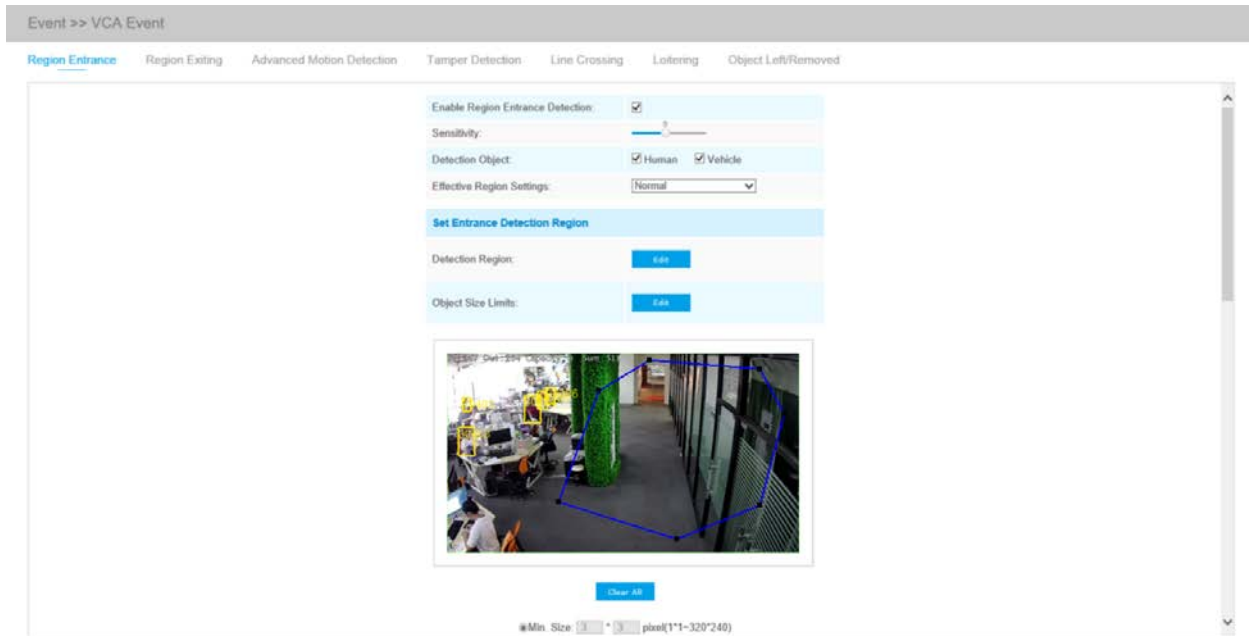 Event >> VCA Event
Region Entrance Region Exiting Advanced Motion Detection Tamper Detection Line Crossing Loitering Object Left/Removed
Enable Region Entrance Detection:
Sensitivity:
Detection Object: Human Vehicle
Effective Region Settings: Normal
Set Entrance Detection Region
Detection Region: Edit
Object Size Limits: Edit
Clear All
Min. Size: 3 * 3 pixel(1*1~320*240)